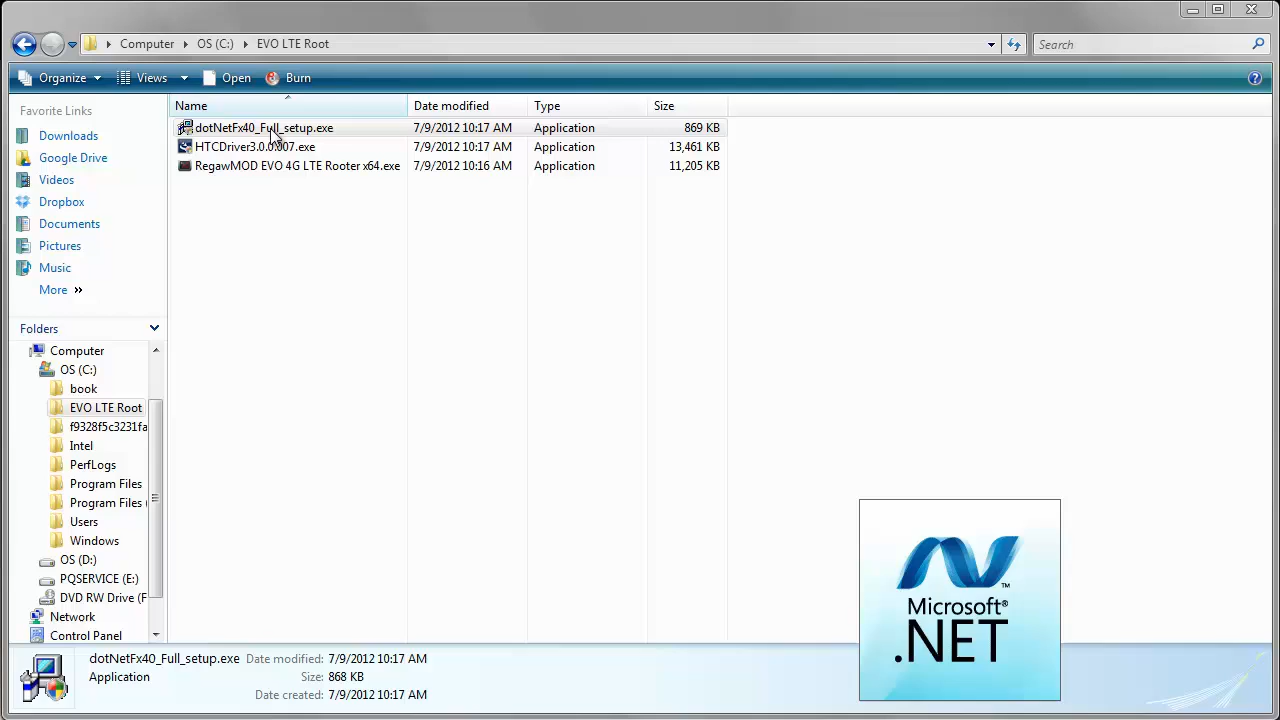 Computer OS (C:) EVO LTE Root Search
Organize Views Open Burn
Favorite Links
Downloads
Google Drive
Videos
Dropbox
Documents
Pictures
Music
More »
Folders
Computer
OS (C:)
book
EVO LTE Root
f9328f5c3231fa
Intel
PerfLogs
Program Files
Program Files (
Users
Windows
OS (D:)
PQSERVICE (E:)
DVD RW Drive (F
Network
Control Panel
Name Date modified Type Size
dotNetFx40_Full_setup.exe 7/9/2012 10:17 AM Application 869 KB
HTCDriver3.0.0.007.exe 7/9/2012 10:17 AM Application 13,461 KB
RegawMOD EVO 4G LTE Rooter x64.exe 7/9/2012 10:16 AM Application 11,205 KB
Microsoft®
.NET
™
dotNetFx40_Full_setup.exe Date modified: 7/9/2012 10:17 AM
Application Size: 868 KB
Date created: 7/9/2012 10:17 AM